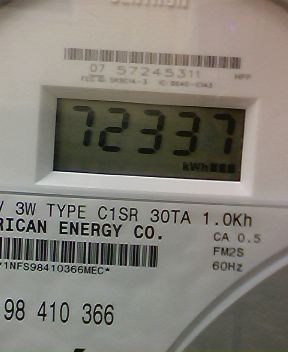 07 57245311
72337
kWh
V 3W TYPE C1SR 30TA 1.0Kh
RICAN ENERGY CO.
CA 0.5
FM2S
60Hz
1NFS98410366MEC*
98 410 366